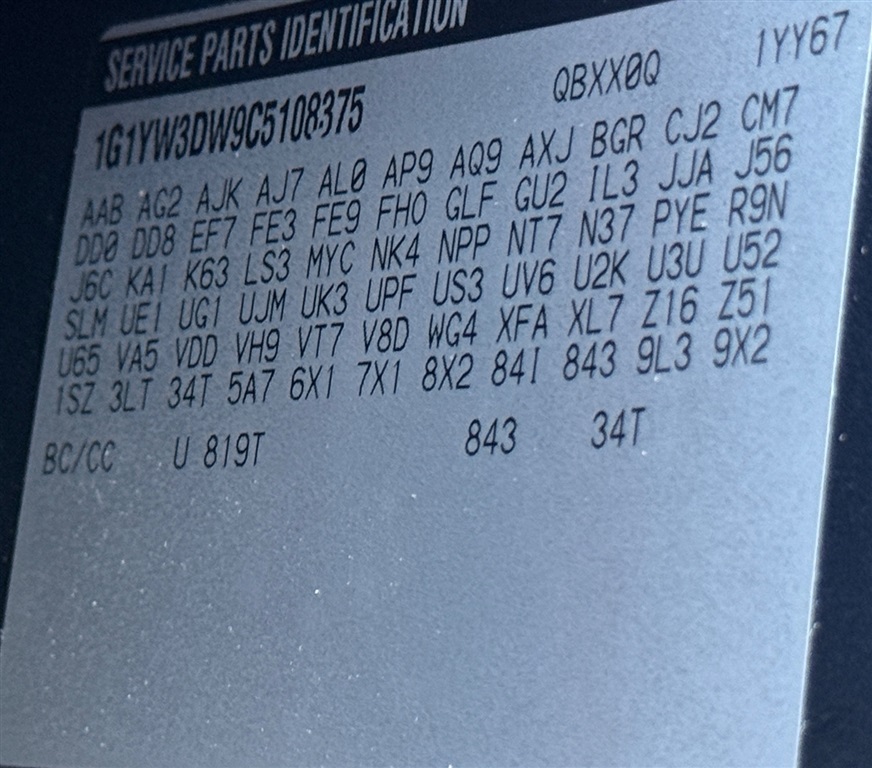 SERVICE PARTS IDENTIFICATION
1G1YW3DW9C5108375 QBXX0Q 1YY67
AAB AG2 AJK AJ7 AL0 AP9 AQ9 AXJ BGR CJ2 CM7
DD0 DD8 EF7 FE3 FE9 FHO GLF GU2 IL3 JJA J56
J6C KA1 K63 LS3 MYC NK4 NPP NT7 N37 PYE R9N
SLM UE1 UG1 UJM UK3 UPF US3 UV6 U2K U3U U52
U65 VA5 VDD VH9 VT7 V8D WG4 XFA XL7 Z16 Z51
1SZ 3LT 34T 5A7 6X1 7X1 8X2 84I 843 9L3 9X2
BC/CC U 819T 843 34T